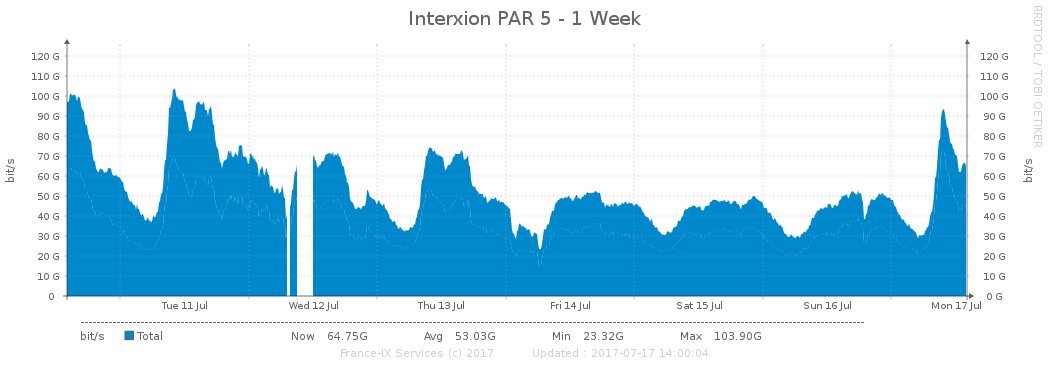 Interxion PAR 5 - 1 Week
RRDTOOL / TOBI OETIKER
bit/s
120 G
110 G
100 G
90 G
80 G
70 G
60 G
50 G
40 G
30 G
20 G
10 G
0
120 G
110 G
100 G
90 G
80 G
70 G
60 G
50 G
40 G
30 G
20 G
10 G
0 G
bit/s
Tue 11 Jul Wed 12 Jul Thu 13 Jul Fri 14 Jul Sat 15 Jul Sun 16 Jul Mon 17 Jul
bit/s Total Now 64.75G Avg 53.03G Min 23.32G Max 103.90G
France-IX Services (c) 2017 Updated : 2017-07-17 14:00:04